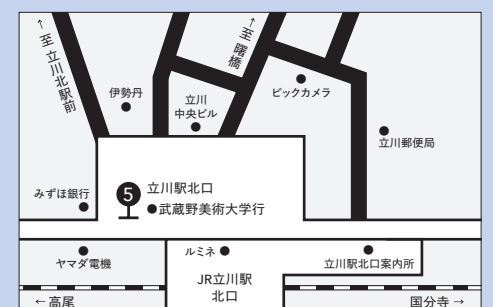 ↑至 立川北駅前
↑至 曙橋
伊勢丹
立川
中央ビル
ビックカメラ
立川郵便局
みずほ銀行
5
立川駅北口
●武蔵野美術大学行
ヤマダ電機
ルミネ
立川駅北口案内所
JR立川駅
北口
←高尾
国分寺→